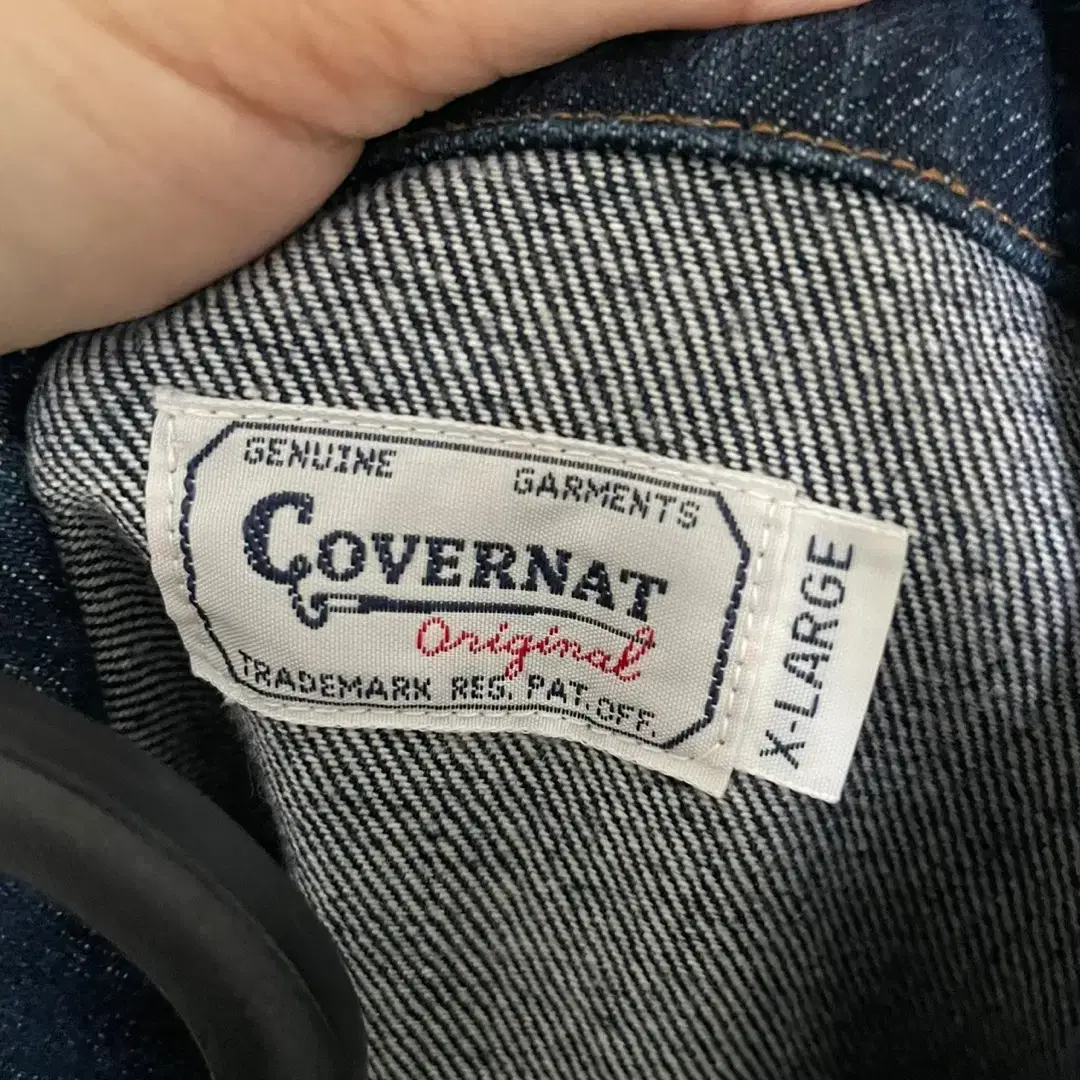 GENUINE GARMENTS
COVERNAT
Original
TRADEMARK REG. PAT. OFF.
X-LARGE